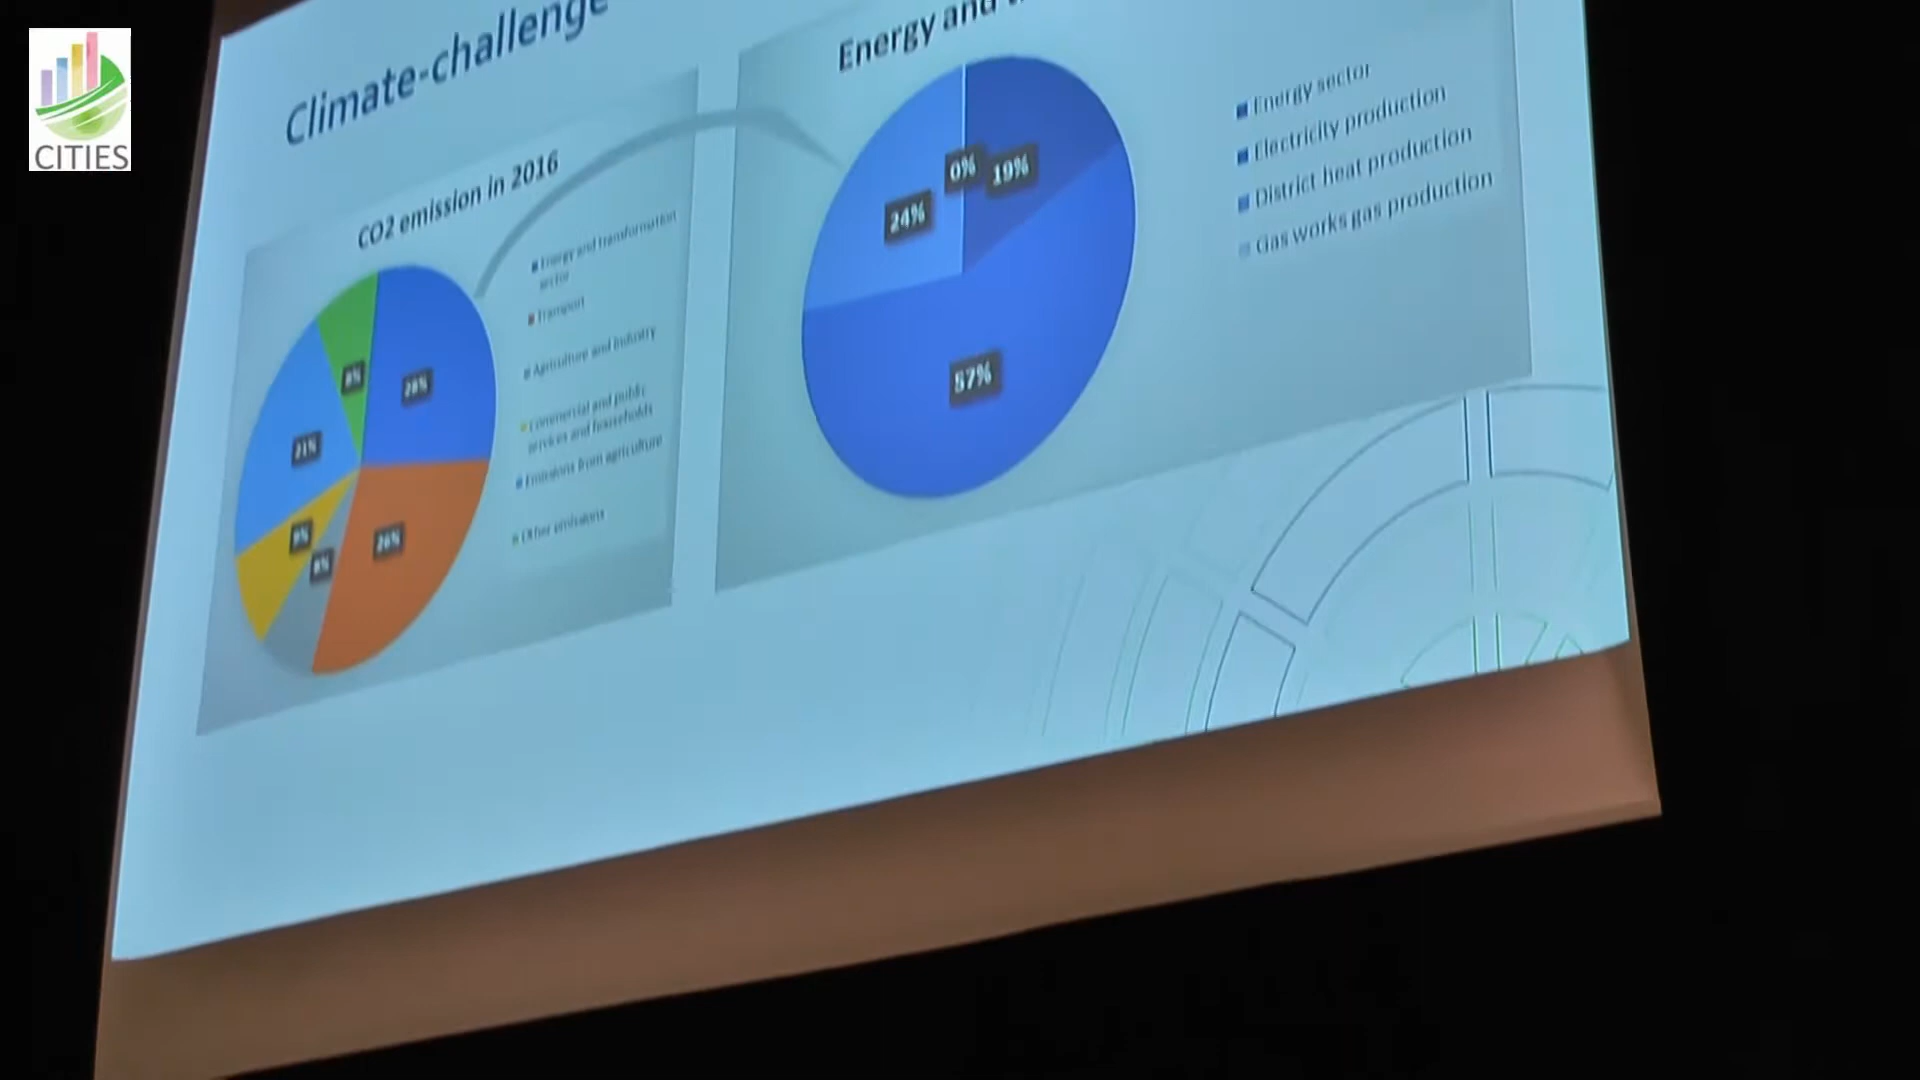 CITIES
Climate-challenge
CO2 emission in 2016
Energy and transformation
sector
Transport
Agriculture and industry
Commercial and public
services and households
Emissions from agriculture
Other emissions
8%
28%
21%
9%
8%
26%
Energy and
0%
19%
24%
57%
Energy sector
Electricity production
District heat production
Gas works gas production